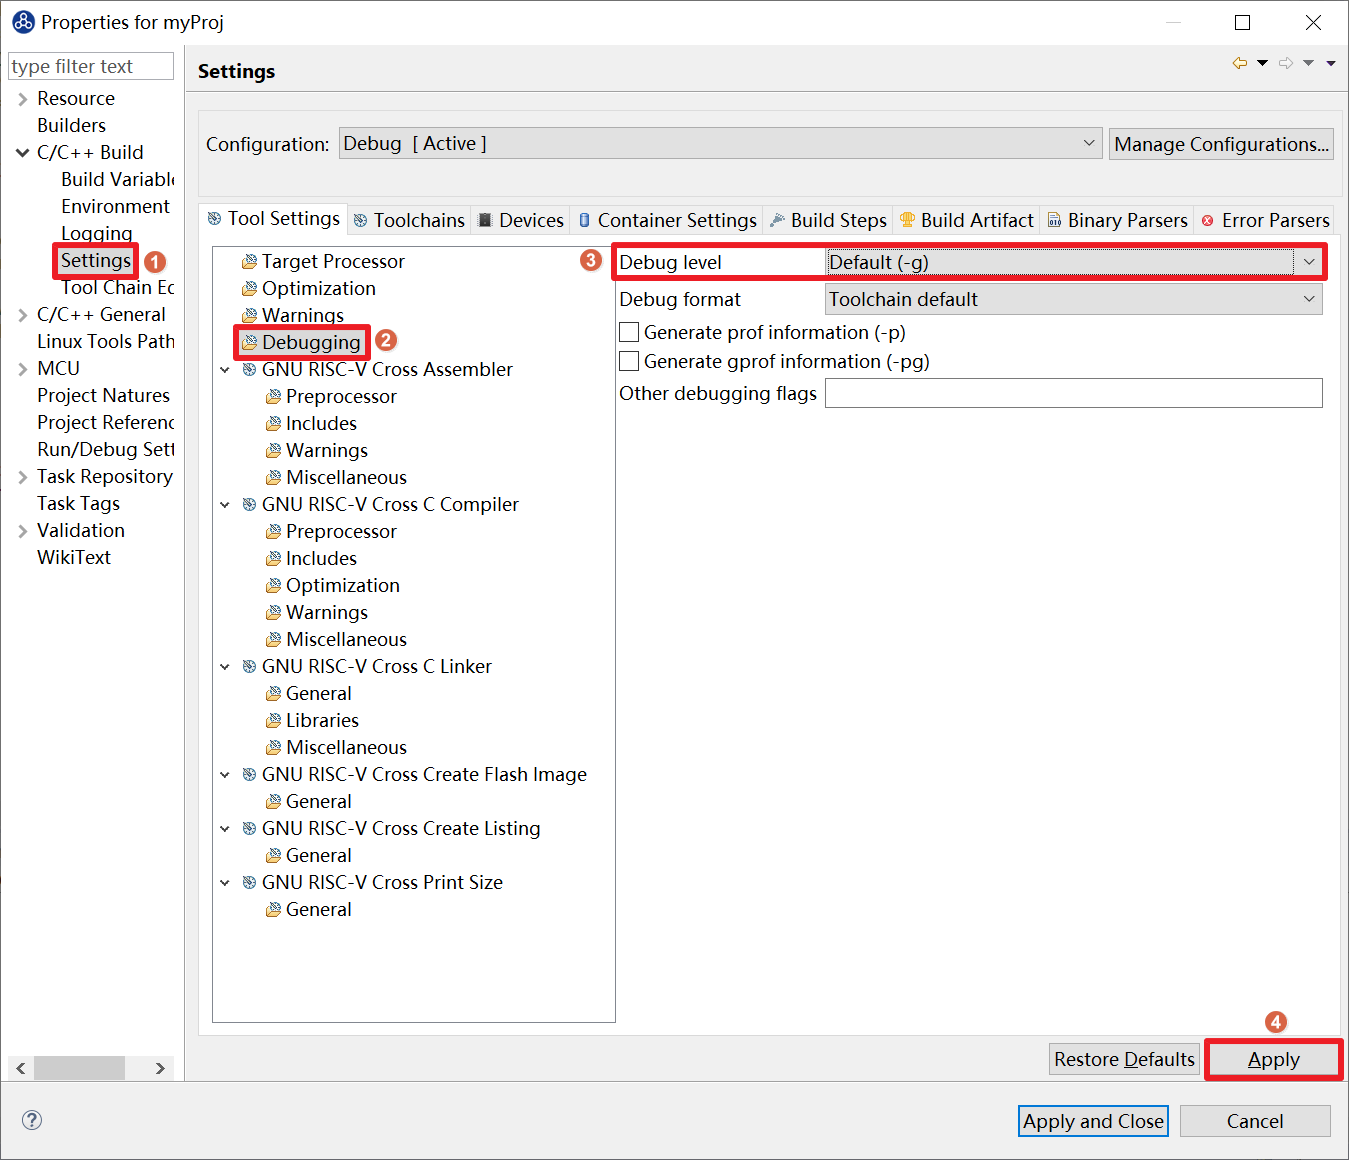 Properties for myProj
type filter text
Resource
Builders
C/C++ Build
Build Variable
Environment
Logging
Settings 1
Tool Chain Ec
C/C++ General
Linux Tools Path
MCU
Project Natures
Project Referenc
Run/Debug Sett
Task Repository
Task Tags
Validation
WikiText
Settings
Configuration: Debug [ Active ] Manage Configurations...
Tool Settings Toolchains Devices Container Settings Build Steps Build Artifact Binary Parsers Error Parsers
Target Processor
Optimization
Warnings
Debugging 2
GNU RISC-V Cross Assembler
Preprocessor
Includes
Warnings
Miscellaneous
GNU RISC-V Cross C Compiler
Preprocessor
Includes
Optimization
Warnings
Miscellaneous
GNU RISC-V Cross C Linker
General
Libraries
Miscellaneous
GNU RISC-V Cross Create Flash Image
General
GNU RISC-V Cross Create Listing
General
GNU RISC-V Cross Print Size
General
3 Debug level Default (-g)
Debug format Toolchain default
Generate prof information (-p)
Generate gprof information (-pg)
Other debugging flags
4
Restore Defaults Apply
? Apply and Close Cancel